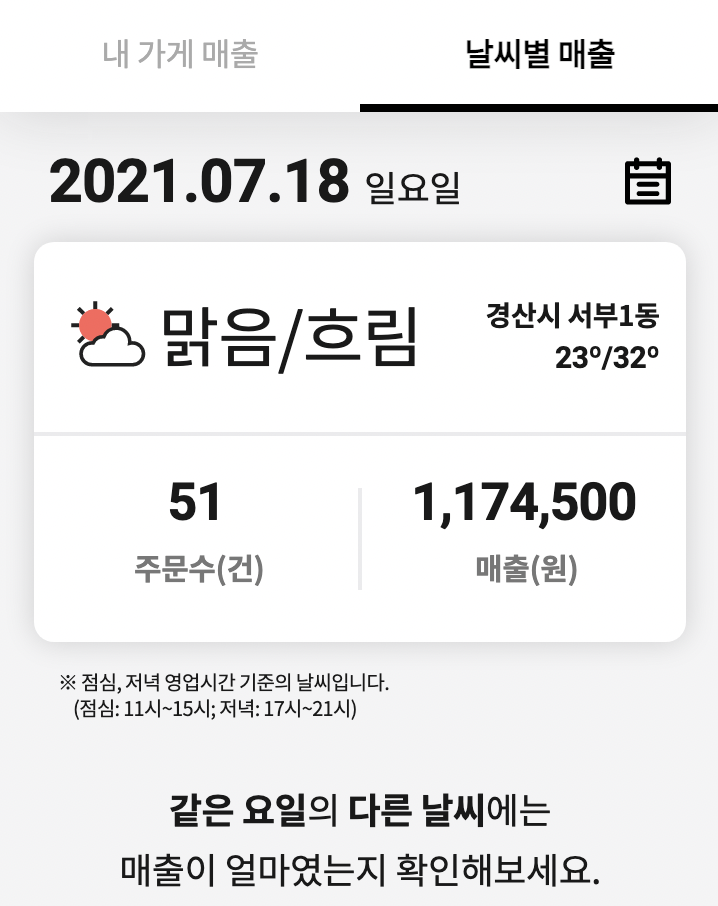 내 가게 매출 날씨별 매출
2021.07.18 일요일
맑음/흐림
경산시 서부1동
23º/32º
51
주문수(건)
1,174,500
매출(원)
※ 점심, 저녁 영업시간 기준의 날씨입니다.
(점심: 11시~15시; 저녁: 17시~21시)
같은 요일의 다른 날씨에는
매출이 얼마였는지 확인해보세요.